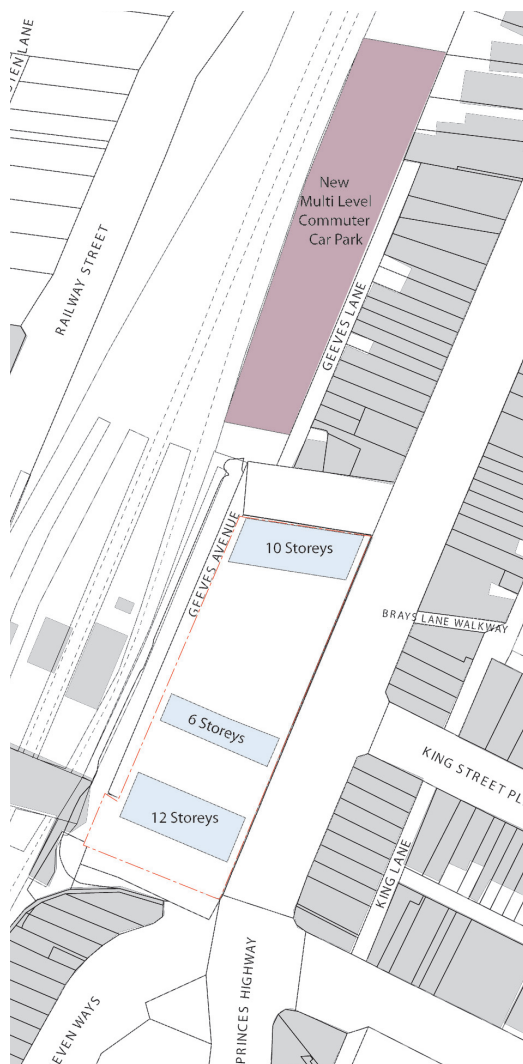 STEN LANE
New
Multi Level
Commuter
Car Park
RAILWAY STREET
GEEVES LANE
GEEVES AVENUE
10 Storeys
BRAYS LANE WALKWAY
6 Storeys
KING STREET PL
12 Storeys
KING LANE
PRINCES HIGHWAY
EVEN WAYS